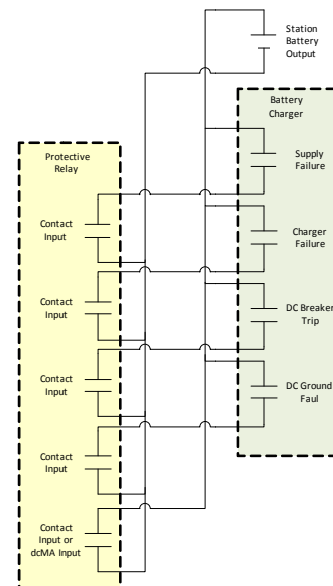 Station
Battery
Output
Battery
Charger
Supply
Failure
Charger
Failure
DC Breaker
Trip
DC Ground
Faul
Protective
Relay
Contact
Input
Contact
Input
Contact
Input
Contact
Input
Contact
Input or
dcMA Input